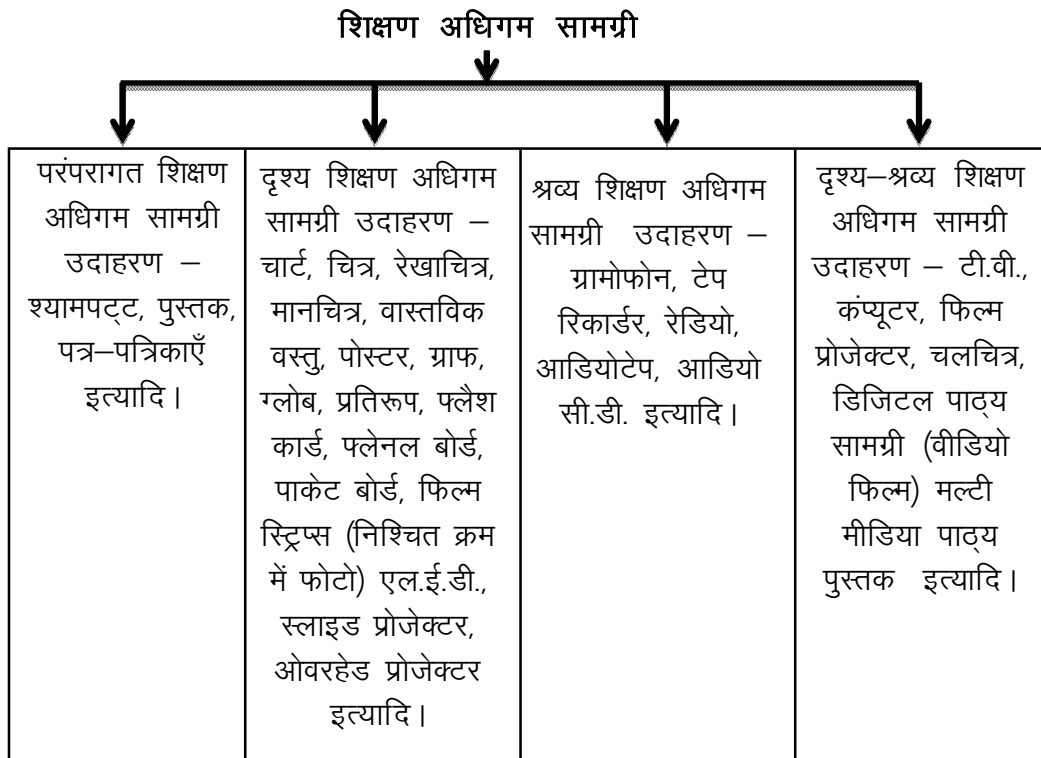 शिक्षण अधिगम सामग्री
परंपरागत शिक्षण
अधिगम सामग्री
उदाहरण –
श्यामपट्ट, पुस्तक,
पत्र–पत्रिकाएँ
इत्यादि।
दृश्य शिक्षण अधिगम
सामग्री उदाहरण –
चार्ट, चित्र, रेखाचित्र,
मानचित्र, वास्तविक
वस्तु, पोस्टर, ग्राफ,
ग्लोब, प्रतिरूप, फ्लैश
कार्ड, फ्लेनल बोर्ड,
पाकेट बोर्ड, फिल्म
स्ट्रिप्स (निश्चित क्रम
में फोटो) एल.ई.डी.,
स्लाइड प्रोजेक्टर,
ओवरहेड प्रोजेक्टर
इत्यादि।
श्रव्य शिक्षण अधिगम
सामग्री उदाहरण –
ग्रामोफोन, टेप
रिकार्डर, रेडियो,
आडियोटेप, आडियो
सी.डी. इत्यादि।
दृश्य–श्रव्य शिक्षण
अधिगम सामग्री
उदाहरण – टी.वी.,
कंप्यूटर, फिल्म
प्रोजेक्टर, चलचित्र,
डिजिटल पाठ्य
सामग्री (वीडियो
फिल्म) मल्टी
मीडिया पाठ्य
पुस्तक इत्यादि।